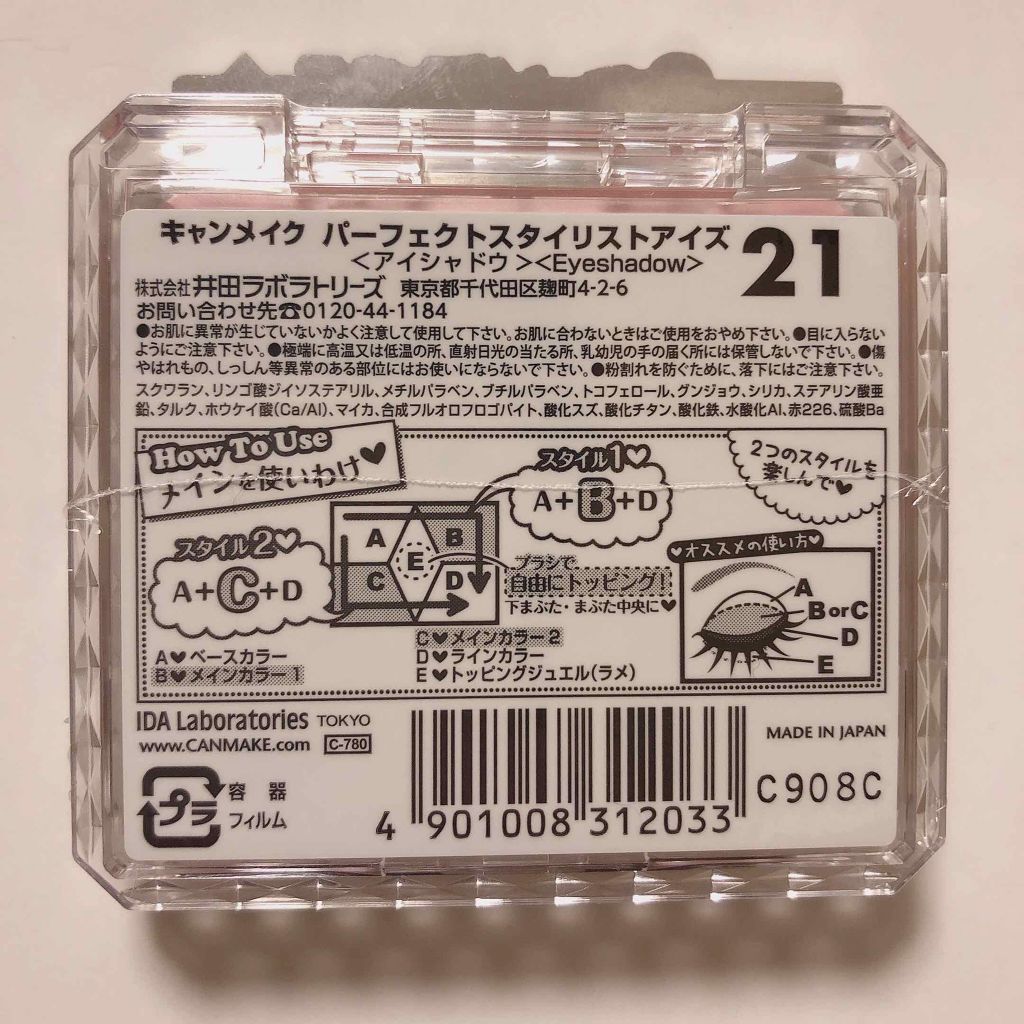 キャンメイク パーフェクトスタイリストアイズ 21
＜アイシャドウ＞＜Eyeshadow＞
株式会社 井田ラボラトリーズ 東京都千代田区麹町4-2-6
お問い合わせ先☎0120-44-1184
●お肌に異常が生じていないかよく注意して使用して下さい。お肌に合わないときはご使用をおやめ下さい。●目に入らない
ようにご注意下さい。●極端に高温又は低温の所、直射日光の当たる所、乳幼児の手の届く所には保管しないで下さい。●傷
やはれもの、しっしん等異常のある部位にはお使いにならないで下さい。●粉割れを防ぐために、落下にはご注意下さい。
スクワラン、リンゴ酸ジイソステアリル、メチルパラベン、ブチルパラベン、トコフェロール、グンジョウ、シリカ、ステアリン酸亜
鉛、タルク、ホウケイ酸(Ca/Al)、マイカ、合成フルオロフロゴパイト、酸化スズ、酸化チタン、酸化鉄、水酸化Al、赤226、硫酸Ba
How To Use
メインを使いわけ♥
スタイル1♡
A+B+D
2つのスタイルを
楽しんで♥
スタイル2♡
A+C+D
A
B
C
D
E
ブラシで
自由にトッピング!
下まぶた・まぶた中央に♥
♥オススメの使い方♥
A
B or C
D
E
A♥ベースカラー
B♥メインカラー1
C♥メインカラー2
D♥ラインカラー
E♥トッピングジュエル(ラメ)
IDA Laboratories TOKYO
www.CANMAKE.com C-780
MADE IN JAPAN
C908C
プラ
容 器
フィルム
4 901008 312033